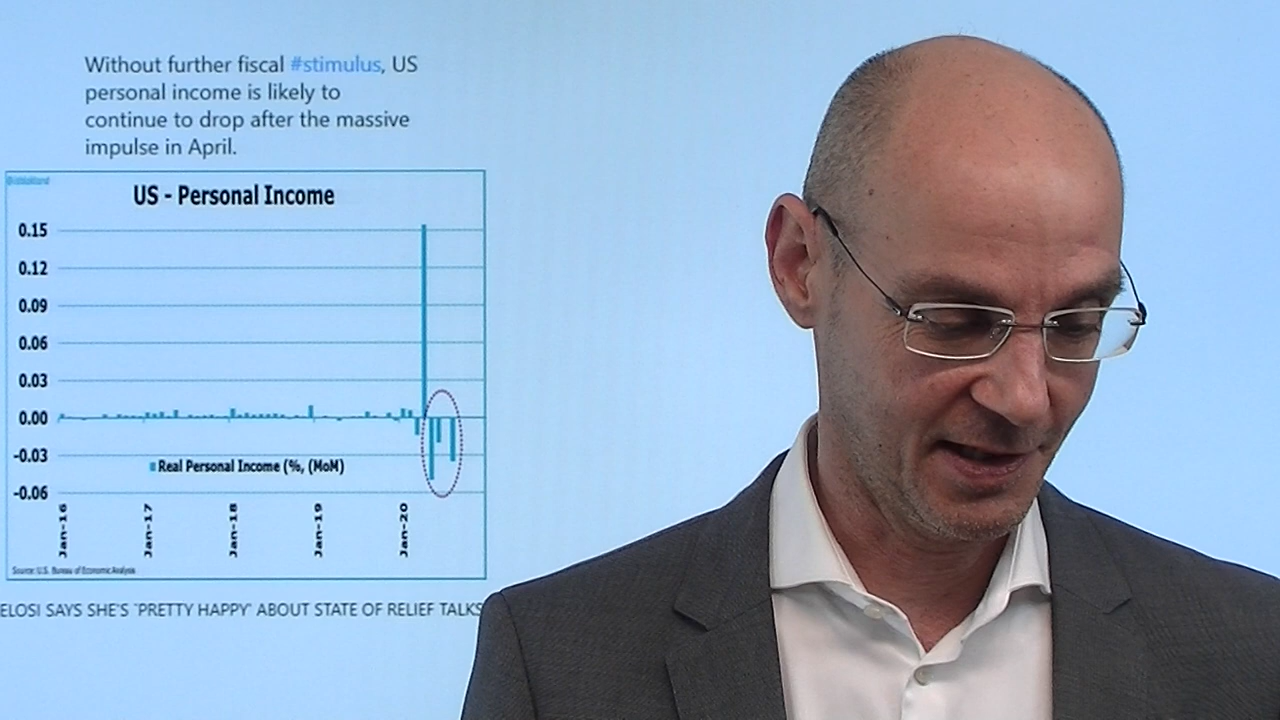 Without further fiscal #stimulus, US
personal income is likely to
continue to drop after the massive
impulse in April.
US - Personal Income
0.15
0.12
0.09
0.06
0.03
0.00
-0.03
-0.06
Real Personal Income (%, (MoM)
Jan-16
Jan-17
Jan-18
Jan-19
Jan-20
Source: U.S. Bureau of Economic Analysis
ELOSI SAYS SHE'S 'PRETTY HAPPY' ABOUT STATE OF RELIEF TALKS